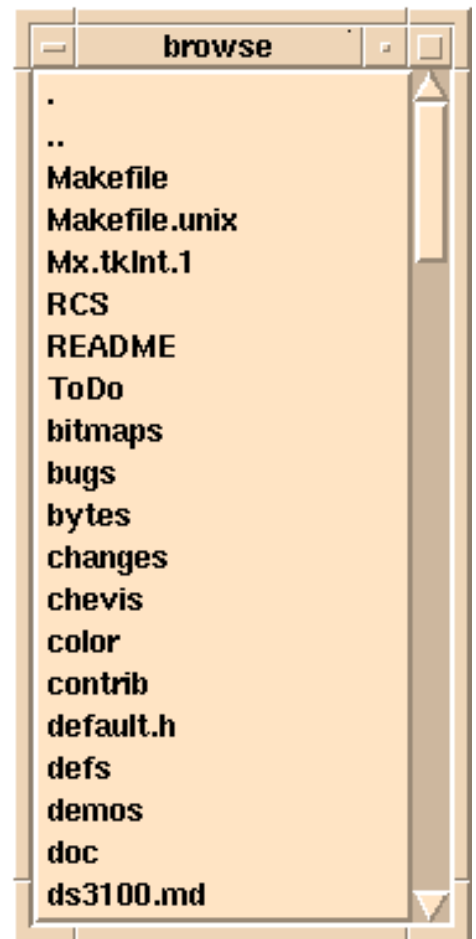 browse
.
..
Makefile
Makefile.unix
Mx.tkInt.1
RCS
README
ToDo
bitmaps
bugs
bytes
changes
chevis
color
contrib
default.h
defs
demos
doc
ds3100.md